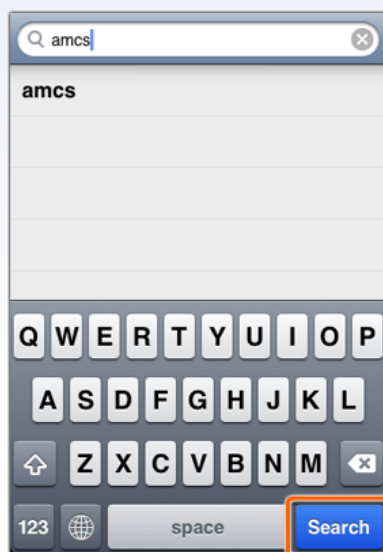 amcs
amcs
Q W E R T Y U I O P
A S D F G H J K L
Z X C V B N M
123 space Search